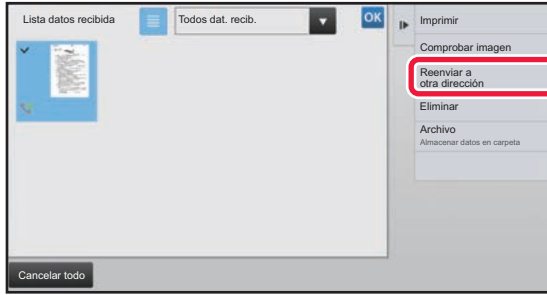 Lista datos recibida
Todos dat. recib.
OK
Imprimir
Comprobar imagen
Reenviar a
otra dirección
Eliminar
Archivo
Almacenar datos en carpeta
Cancelar todo